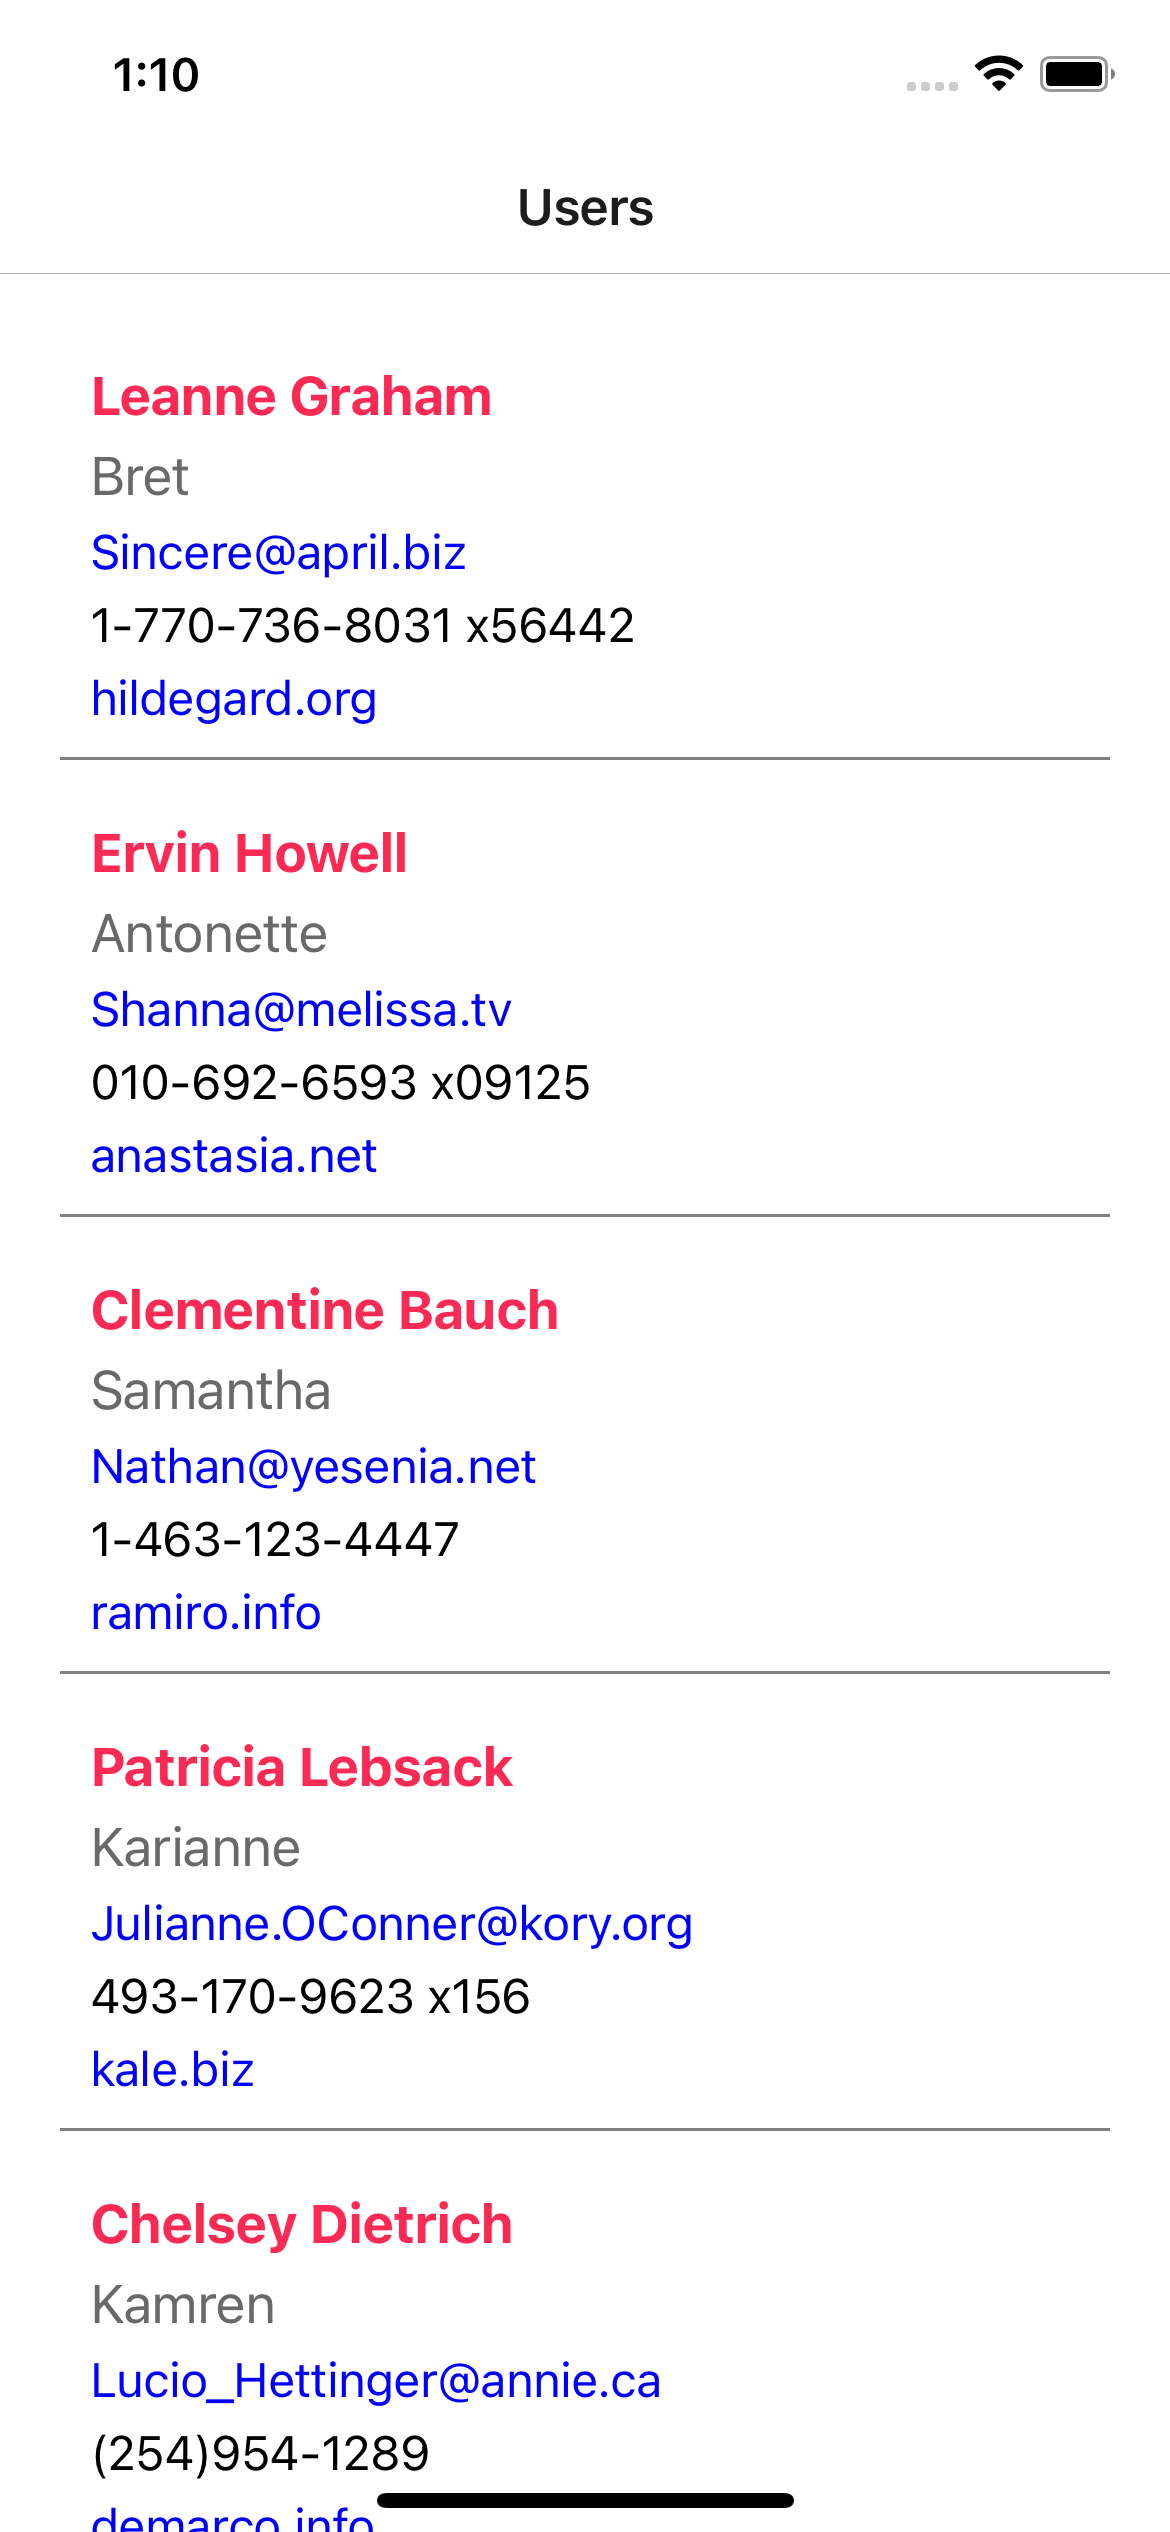 1:10
Users
Leanne Graham
Bret
Sincere@april.biz
1-770-736-8031 x56442
hildegard.org
Ervin Howell
Antonette
Shanna@melissa.tv
010-692-6593 x09125
anastasia.net
Clementine Bauch
Samantha
Nathan@yesenia.net
1-463-123-4447
ramiro.info
Patricia Lebsack
Karianne
Julianne.OConner@kory.org
493-170-9623 x156
kale.biz
Chelsey Dietrich
Kamren
Lucio_Hettinger@annie.ca
(254)954-1289
demarco.info